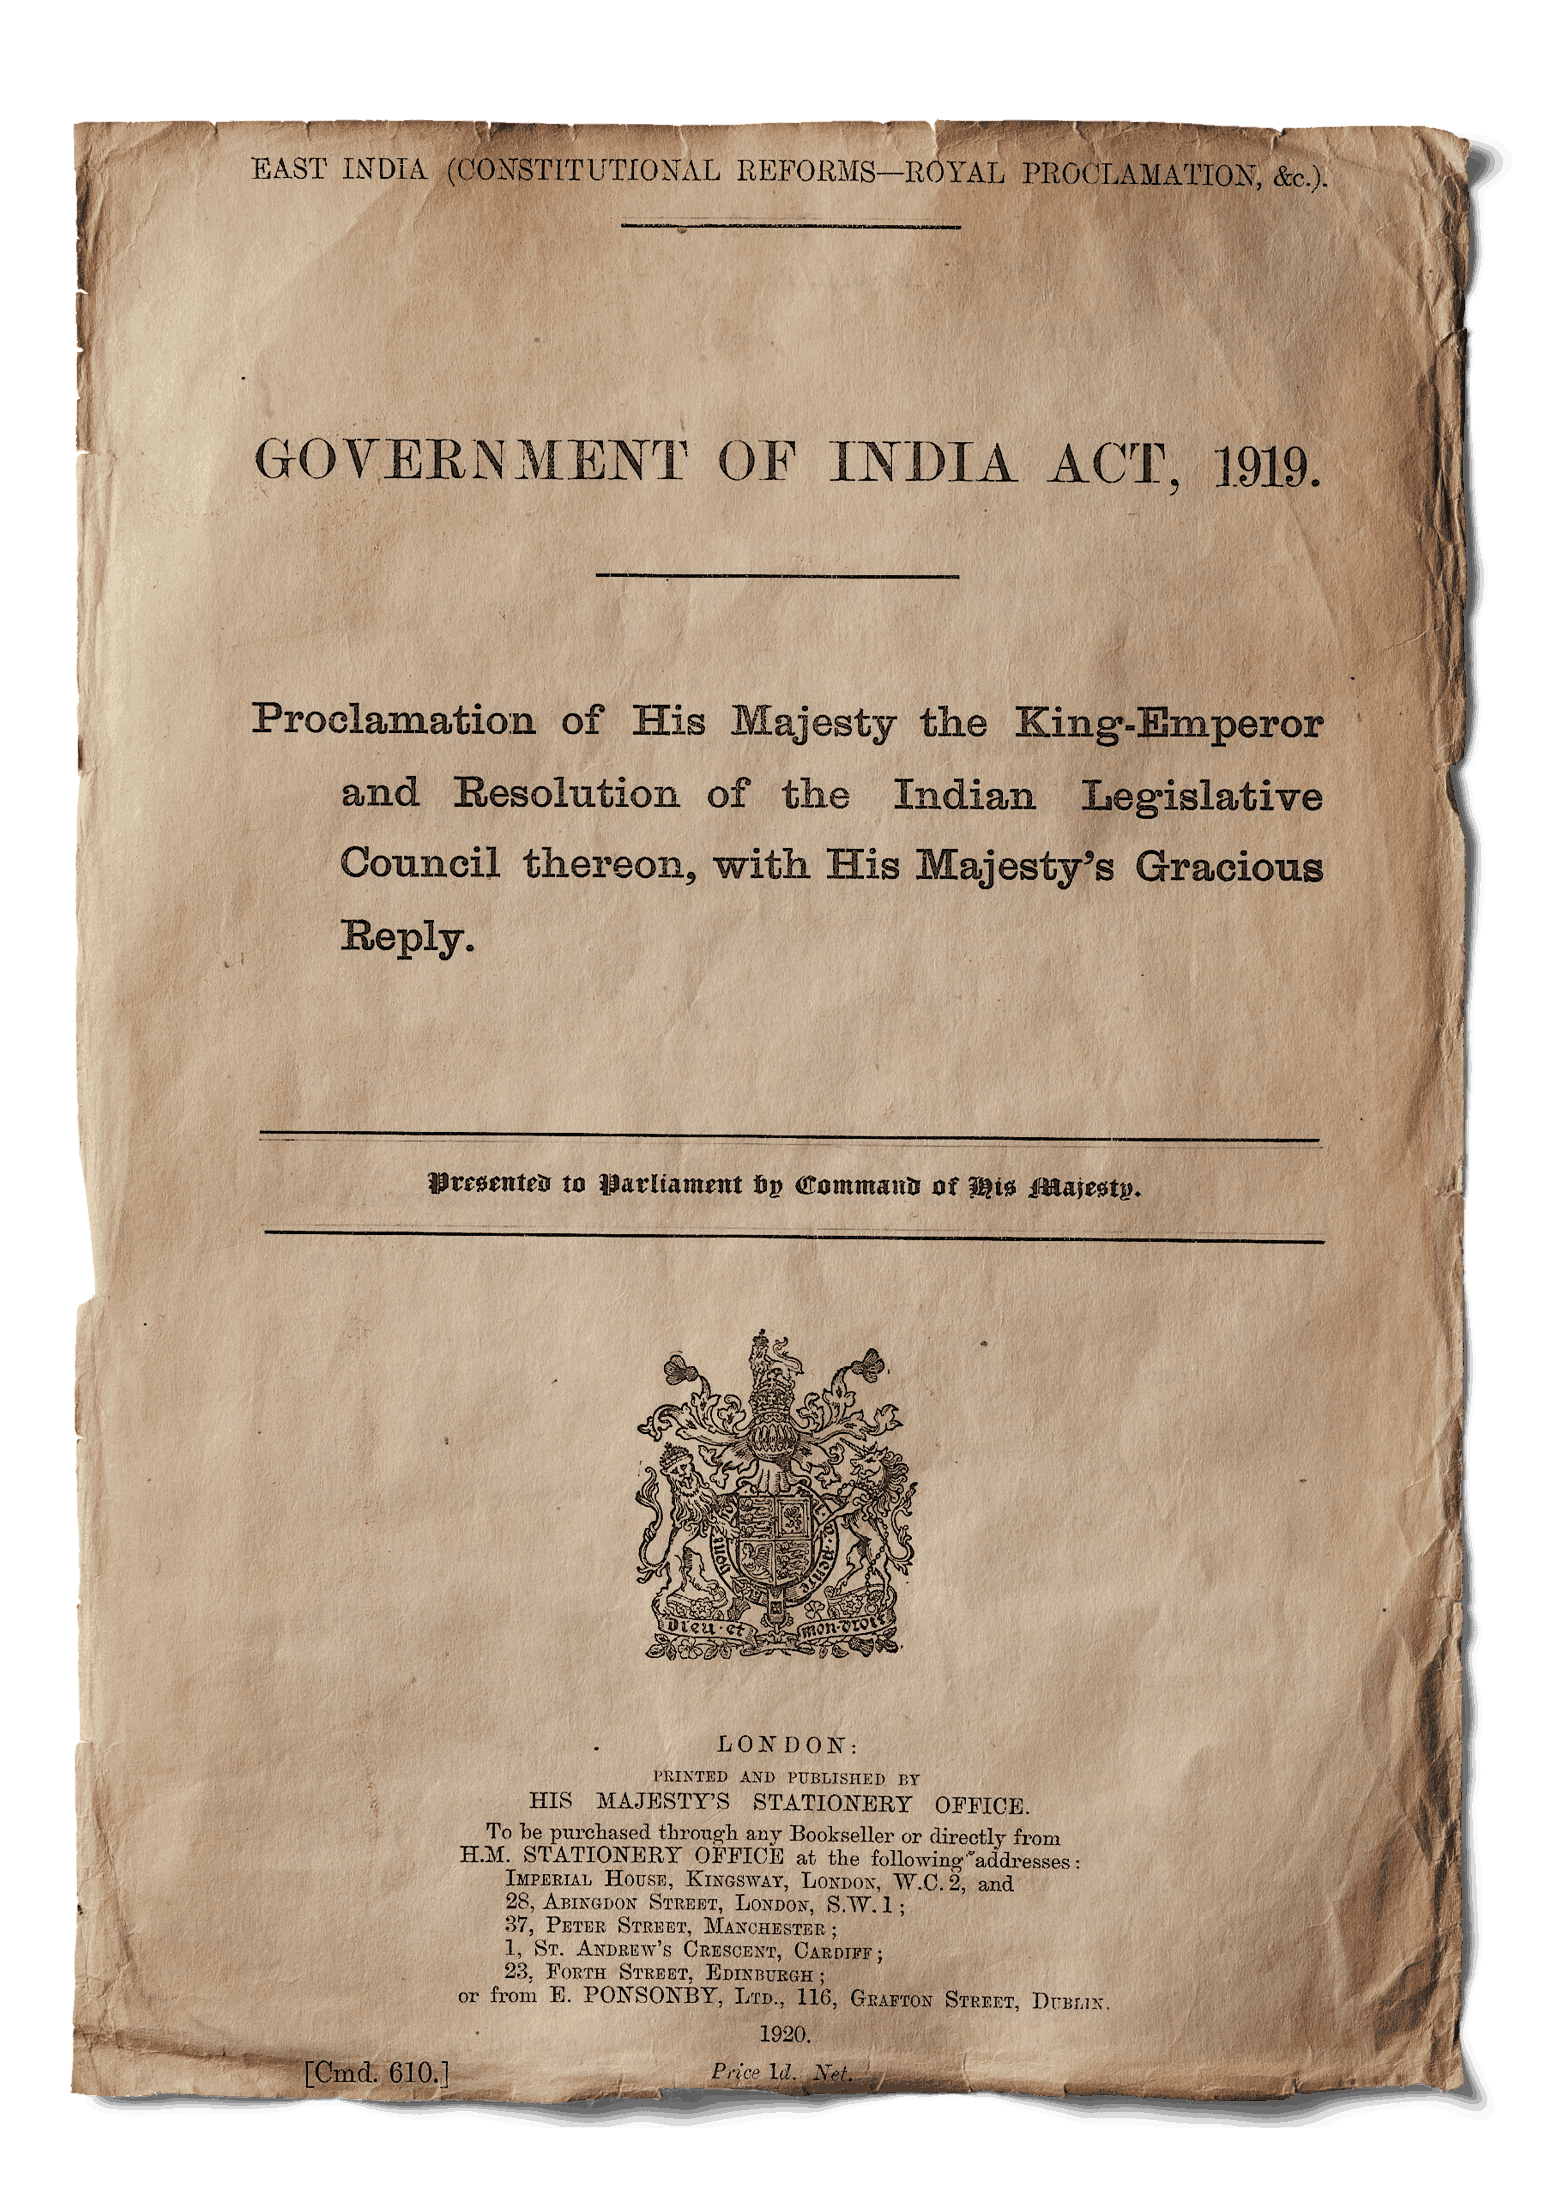 EAST INDIA (CONSTITUTIONAL REFORMS—ROYAL PROCLAMATION, &c.).
GOVERNMENT OF INDIA ACT, 1919.
Proclamation of His Majesty the King-Emperor
and Resolution of the Indian Legislative
Council thereon, with His Majesty's Gracious
Reply.
Presented to Parliament by Command of His Majesty.
Dieu et mon droit
LONDON:
PRINTED AND PUBLISHED BY
HIS MAJESTY'S STATIONERY OFFICE.
To be purchased through any Bookseller or directly from
H.M. STATIONERY OFFICE at the following addresses:
IMPERIAL HOUSE, KINGSWAY, LONDON, W.C. 2, and
28, ABINGDON STREET, LONDON, S.W. 1;
37, PETER STREET, MANCHESTER;
1, ST. ANDREW'S CRESCENT, CARDIFF;
23, FORTH STREET, EDINBURGH;
or from E. PONSONBY, LTD., 116, GRAFTON STREET, DUBLIN.
1920.
[Cmd. 610.] Price 1d. Net.